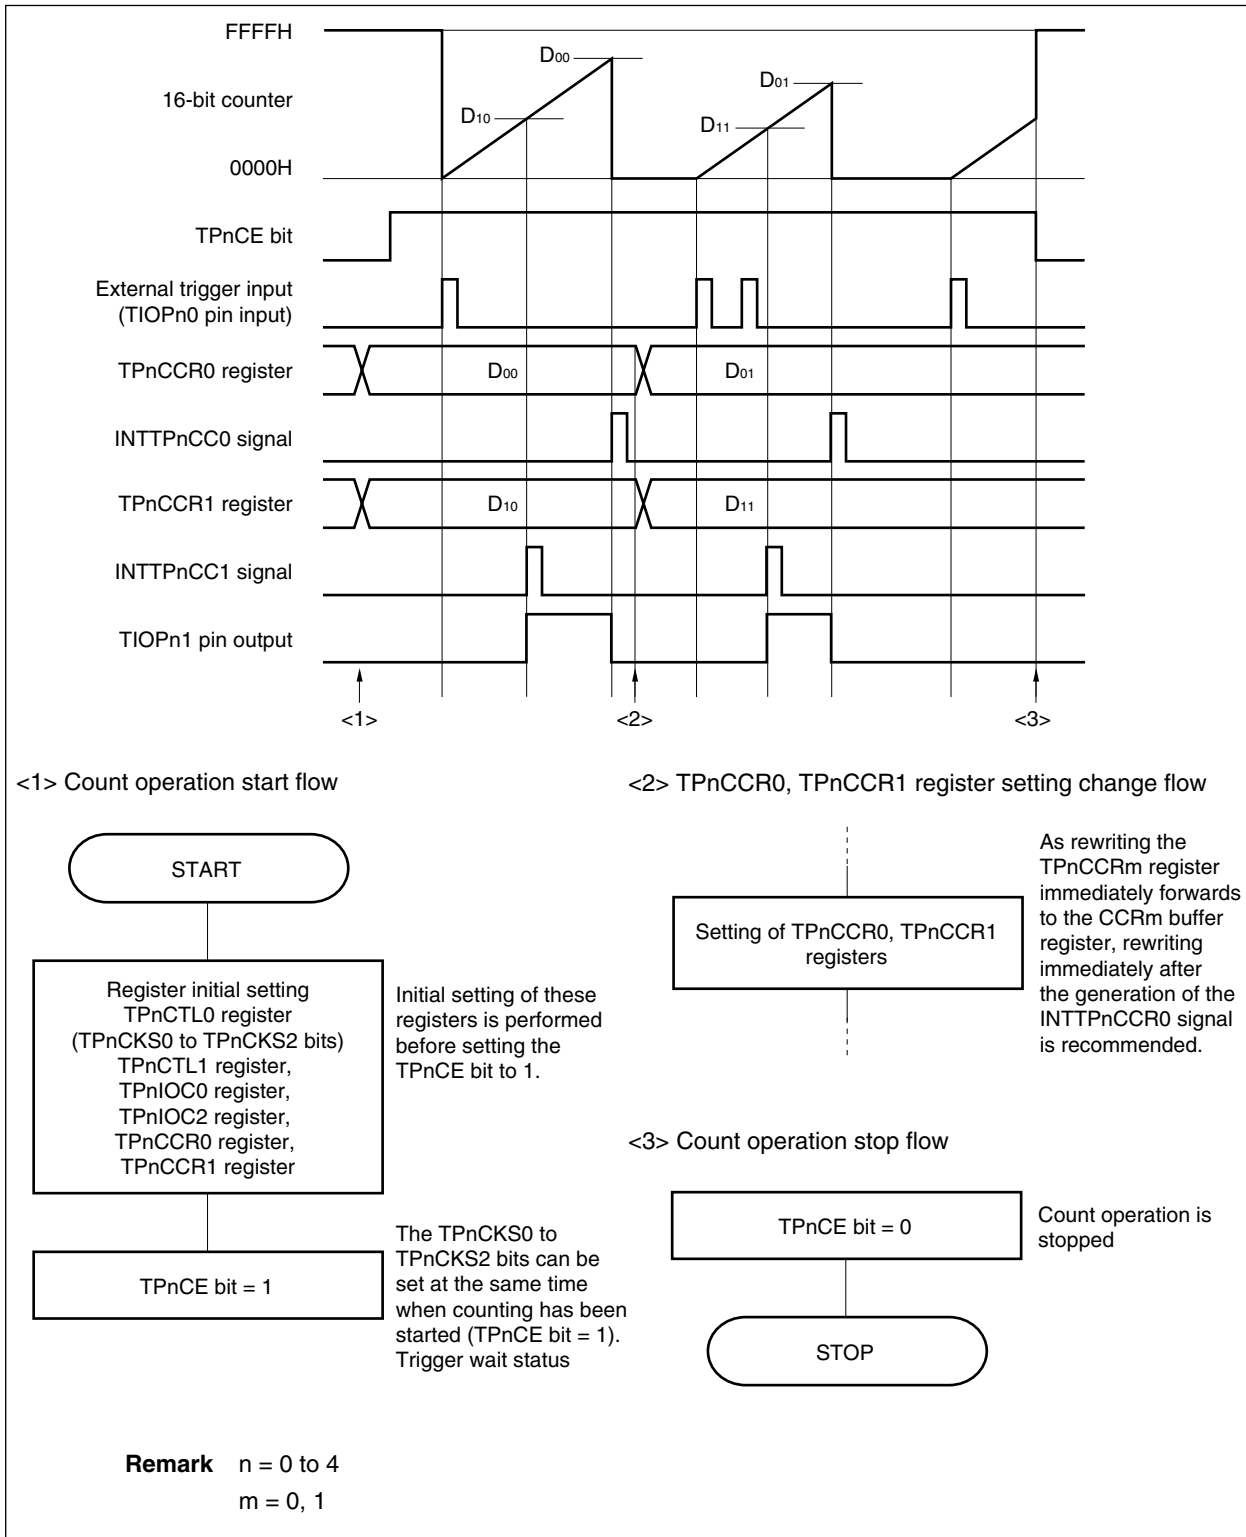 FFFFH
D00
D01
16-bit counter
D10
D11
0000H
TPnCE bit
External trigger input
(TIOPn0 pin input)
TPnCCR0 register
D00
D01
INTTPnCC0 signal
TPnCCR1 register
D10
D11
INTTPnCC1 signal
TIOPn1 pin output
<1>
<2>
<3>
<1> Count operation start flow
START
Register initial setting
TPnCTL0 register
(TPnCKS0 to TPnCKS2 bits)
TPnCTL1 register,
TPnIOC0 register,
TPnIOC2 register,
TPnCCR0 register,
TPnCCR1 register
Initial setting of these
registers is performed
before setting the
TPnCE bit to 1.
TPnCE bit = 1
The TPnCKS0 to
TPnCKS2 bits can be
set at the same time
when counting has been
started (TPnCE bit = 1).
Trigger wait status
<2> TPnCCR0, TPnCCR1 register setting change flow
Setting of TPnCCR0, TPnCCR1
registers
As rewriting the
TPnCCRm register
immediately forwards
to the CCRm buffer
register, rewriting
immediately after
the generation of the
INTTPnCCR0 signal
is recommended.
<3> Count operation stop flow
TPnCE bit = 0
Count operation is
stopped
STOP
Remark n = 0 to 4
m = 0, 1